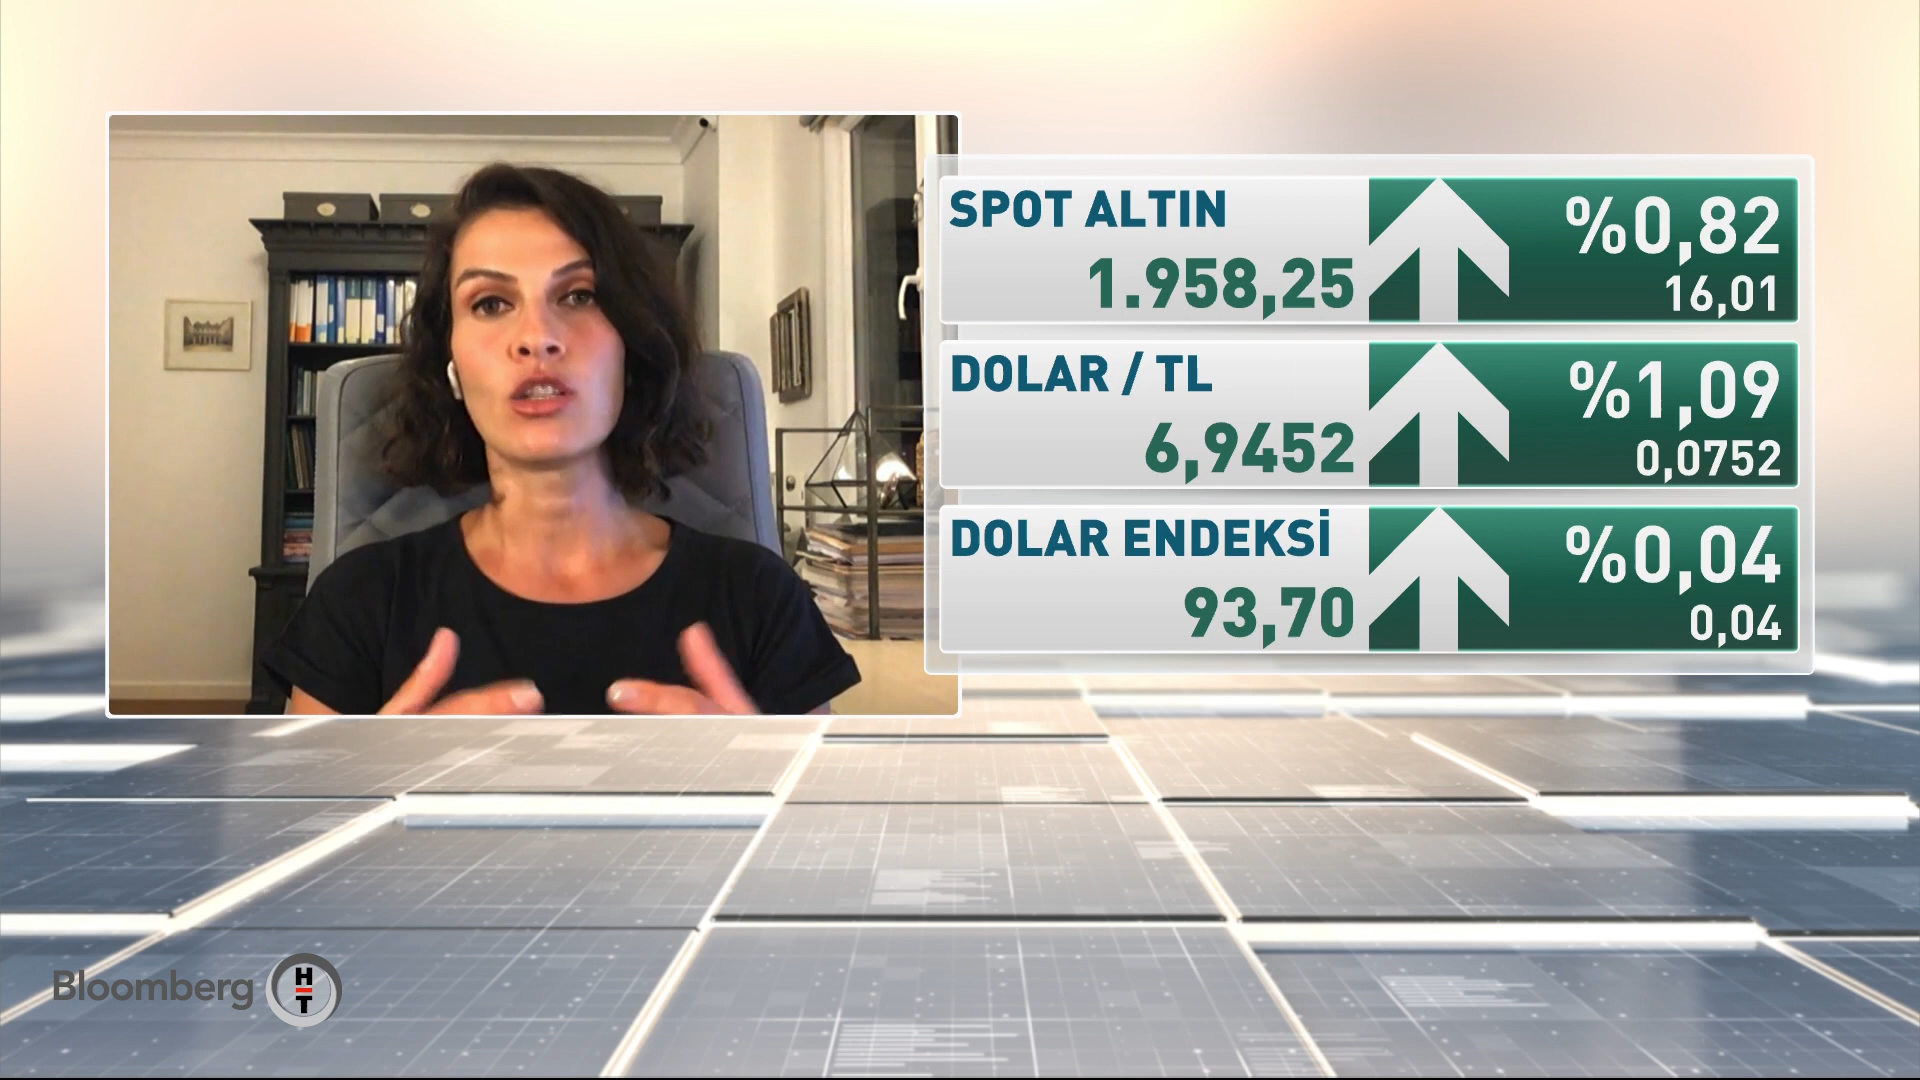 SPOT ALTIN
1.958,25
%0,82
16,01
DOLAR / TL
6,9452
%1,09
0,0752
DOLAR ENDEKSİ
93,70
%0,04
0,04
Bloomberg HT